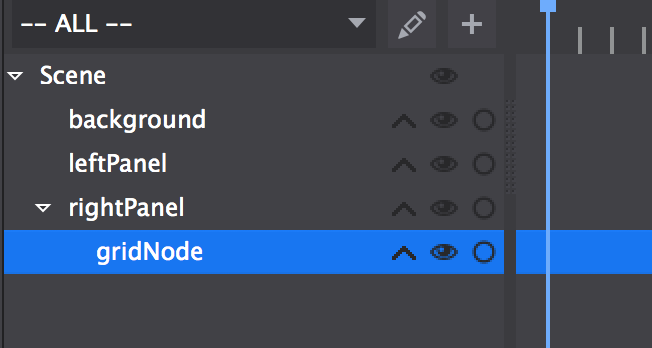 -- ALL --
Scene
background
leftPanel
rightPanel
gridNode